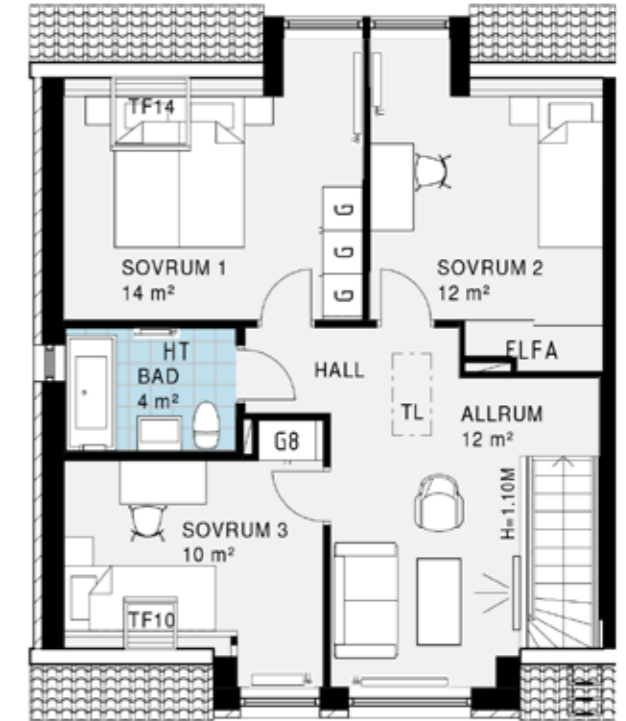 TF14
G
G
G
SOVRUM 1
14 m²
SOVRUM 2
12 m²
ELFA
HT
BAD
4 m²
HALL
TL
ALLRUM
12 m²
G8
H=1.10M
SOVRUM 3
10 m²
TF10